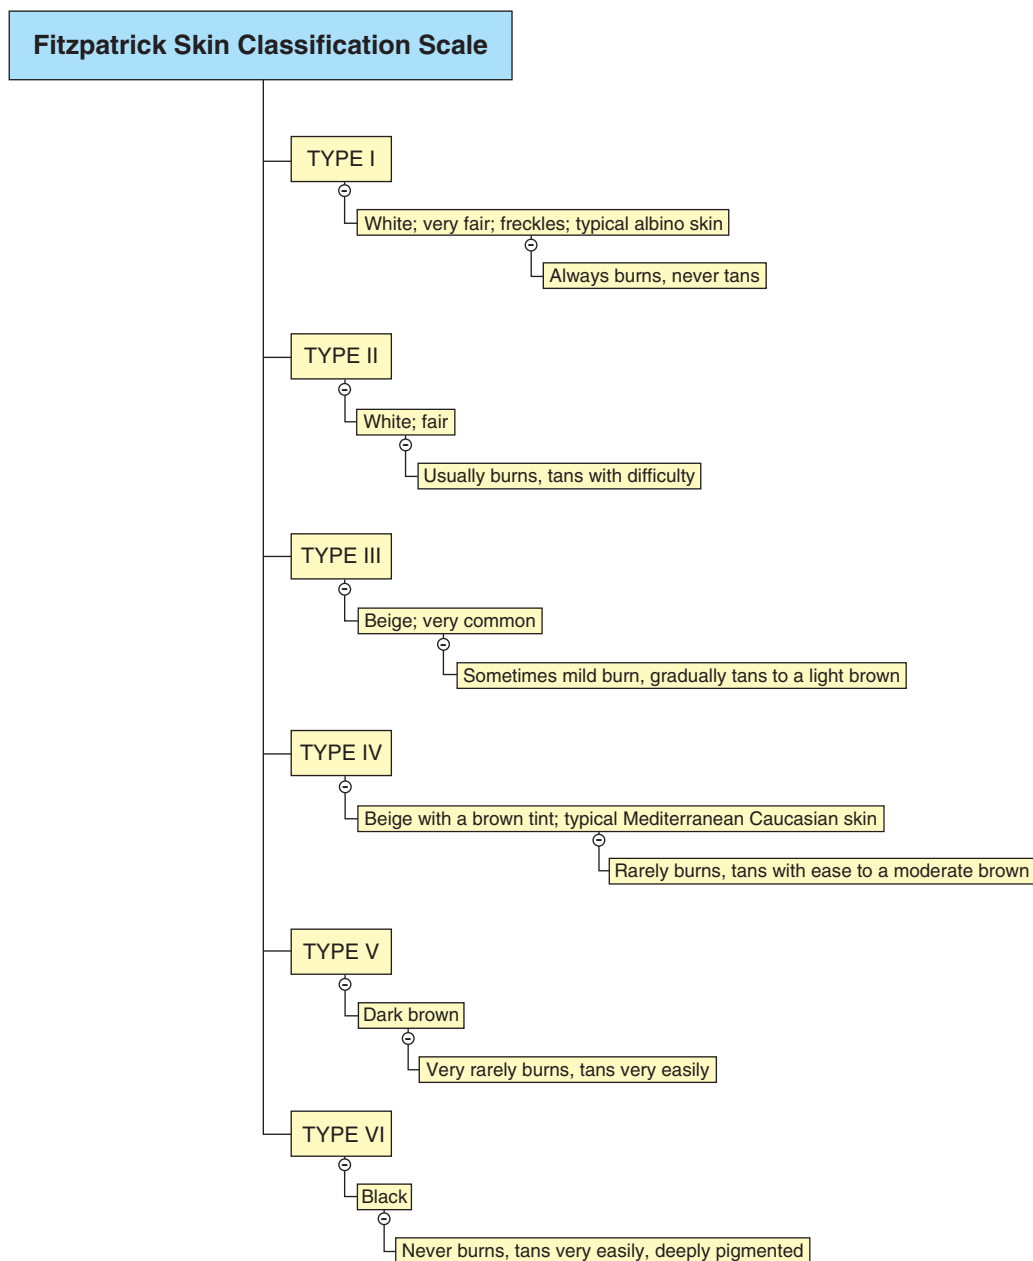 Fitzpatrick Skin Classification Scale
TYPE I
White; very fair; freckles; typical albino skin
Always burns, never tans
TYPE II
White; fair
Usually burns, tans with difficulty
TYPE III
Beige; very common
Sometimes mild burn, gradually tans to a light brown
TYPE IV
Beige with a brown tint; typical Mediterranean Caucasian skin
Rarely burns, tans with ease to a moderate brown
TYPE V
Dark brown
Very rarely burns, tans very easily
TYPE VI
Black
Never burns, tans very easily, deeply pigmented